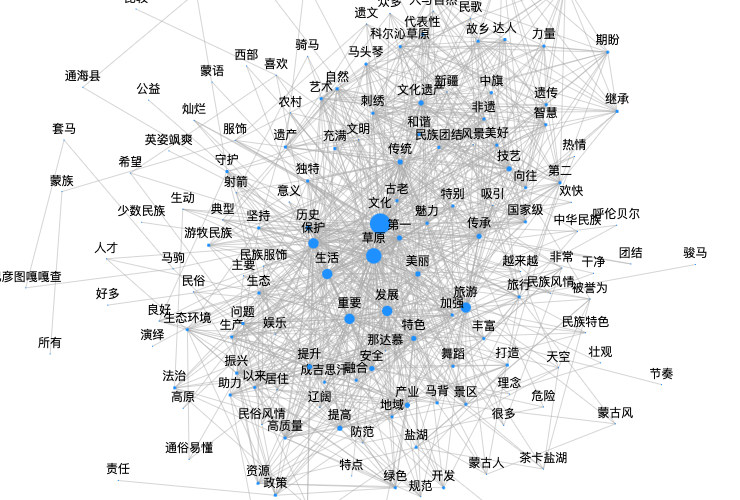 众多
民歌
遗文
代表性
故乡
达人
科尔沁草原
力量
期盼
骑马
马头琴
西部
喜欢
蒙语
通海县
自然
新疆
中旗
公益
艺术
文化遗产
遗传
农村
刺绣
继承
灿烂
非遗
智慧
套马
服饰
文明
和谐
英姿飒爽
遗产
充满
民族团结
风景
美好
热情
传统
技艺
希望
守护
独特
第二
向往
蒙族
射箭
意义
古老
特别
吸引
欢快
生动
文化
少数民族
典型
坚持
历史
魅力
国家级
呼伦贝尔
中华民族
保护
第一
传承
游牧民族
草原
人才
马驹
民族服饰
生活
美丽
越来越
非常
干净
团结
骏马
主要
彦图嘎嘎查
民俗
生态
旅行
民族风情
被誉为
好多
发展
旅游
重要
加强
良好
生态环境
问题
生产
娱乐
特色
丰富
民族特色
演绎
那达慕
所有
提升
安全
舞蹈
打造
天空
壮观
振兴
融合
法治
助力
以来
居住
节奏
高原
辽阔
产业
马背
景区
理念
危险
地域
民俗风情
提高
很多
蒙古风
高质量
防范
盐湖
通俗易懂
责任
资源
特点
蒙古人
茶卡盐湖
政策
绿色
开发
规范